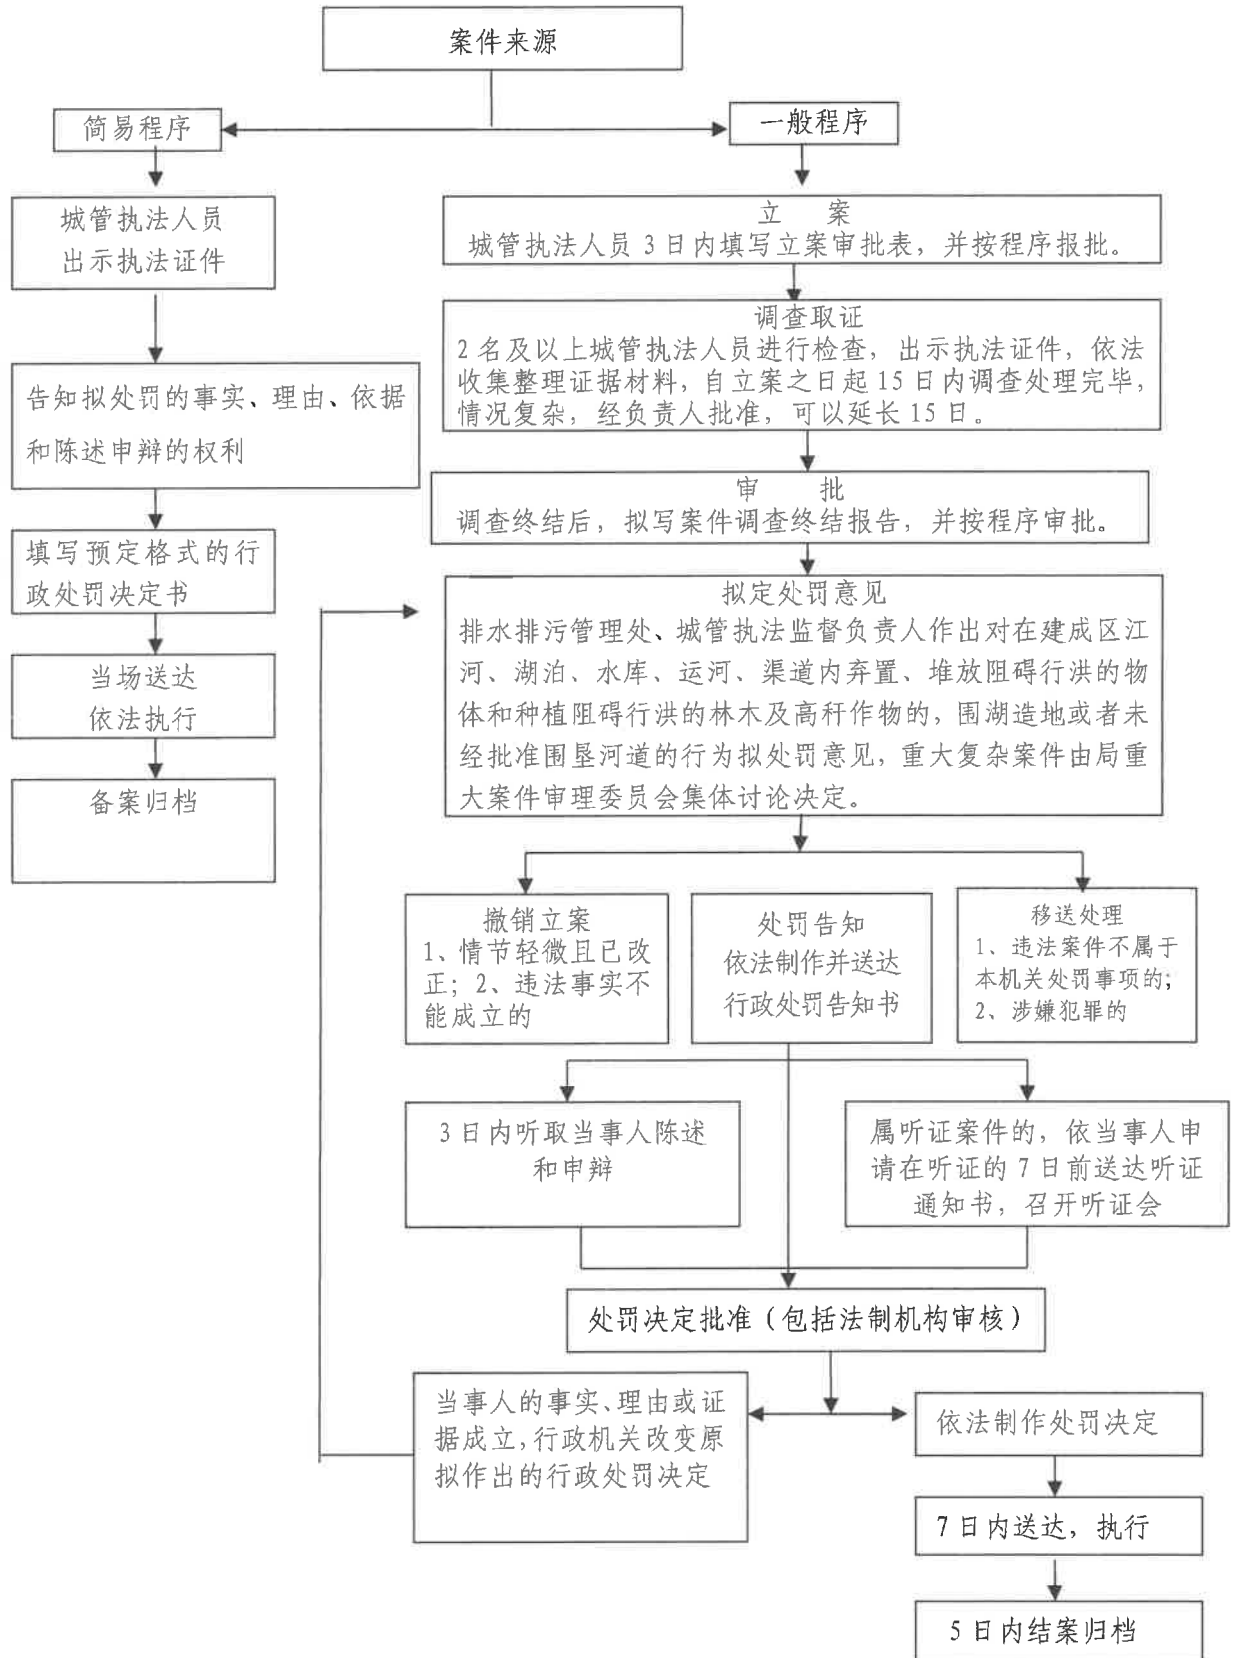 案件来源
简易程序
一般程序
城管执法人员
出示执法证件
告知拟处罚的事实、理由、依据
和陈述申辩的权利
填写预定格式的行
政处罚决定书
当场送达
依法执行
备案归档
立 案
城管执法人员3日内填写立案审批表，并按程序报批。
调查取证
2名及以上城管执法人员进行检查，出示执法证件，依法
收集整理证据材料，自立案之日起15日内调查处理完毕，
情况复杂，经负责人批准，可以延长15日。
审 批
调查终结后，拟写案件调查终结报告，并按程序审批。
拟定处罚意见
排水排污管理处、城管执法监督负责人作出对在建成区江
河、湖泊、水库、运河、渠道内弃置、堆放阻碍行洪的物
体和种植阻碍行洪的林木及高秆作物的，围湖造地或者未
经批准围垦河道的行为拟处罚意见，重大复杂案件由局重
大案件审理委员会集体讨论决定。
撤销立案
1、情节轻微且已改
正；2、违法事实不
能成立的
处罚告知
依法制作并送达
行政处罚告知书
移送处理
1、违法案件不属于
本机关处罚事项的；
2、涉嫌犯罪的
3日内听取当事人陈述
和申辩
属听证案件的，依当事人申
请在听证的7日前送达听证
通知书，召开听证会
处罚决定批准（包括法制机构审核）
当事人的事实、理由或证
据成立，行政机关改变原
拟作出的行政处罚决定
依法制作处罚决定
7日内送达，执行
5日内结案归档